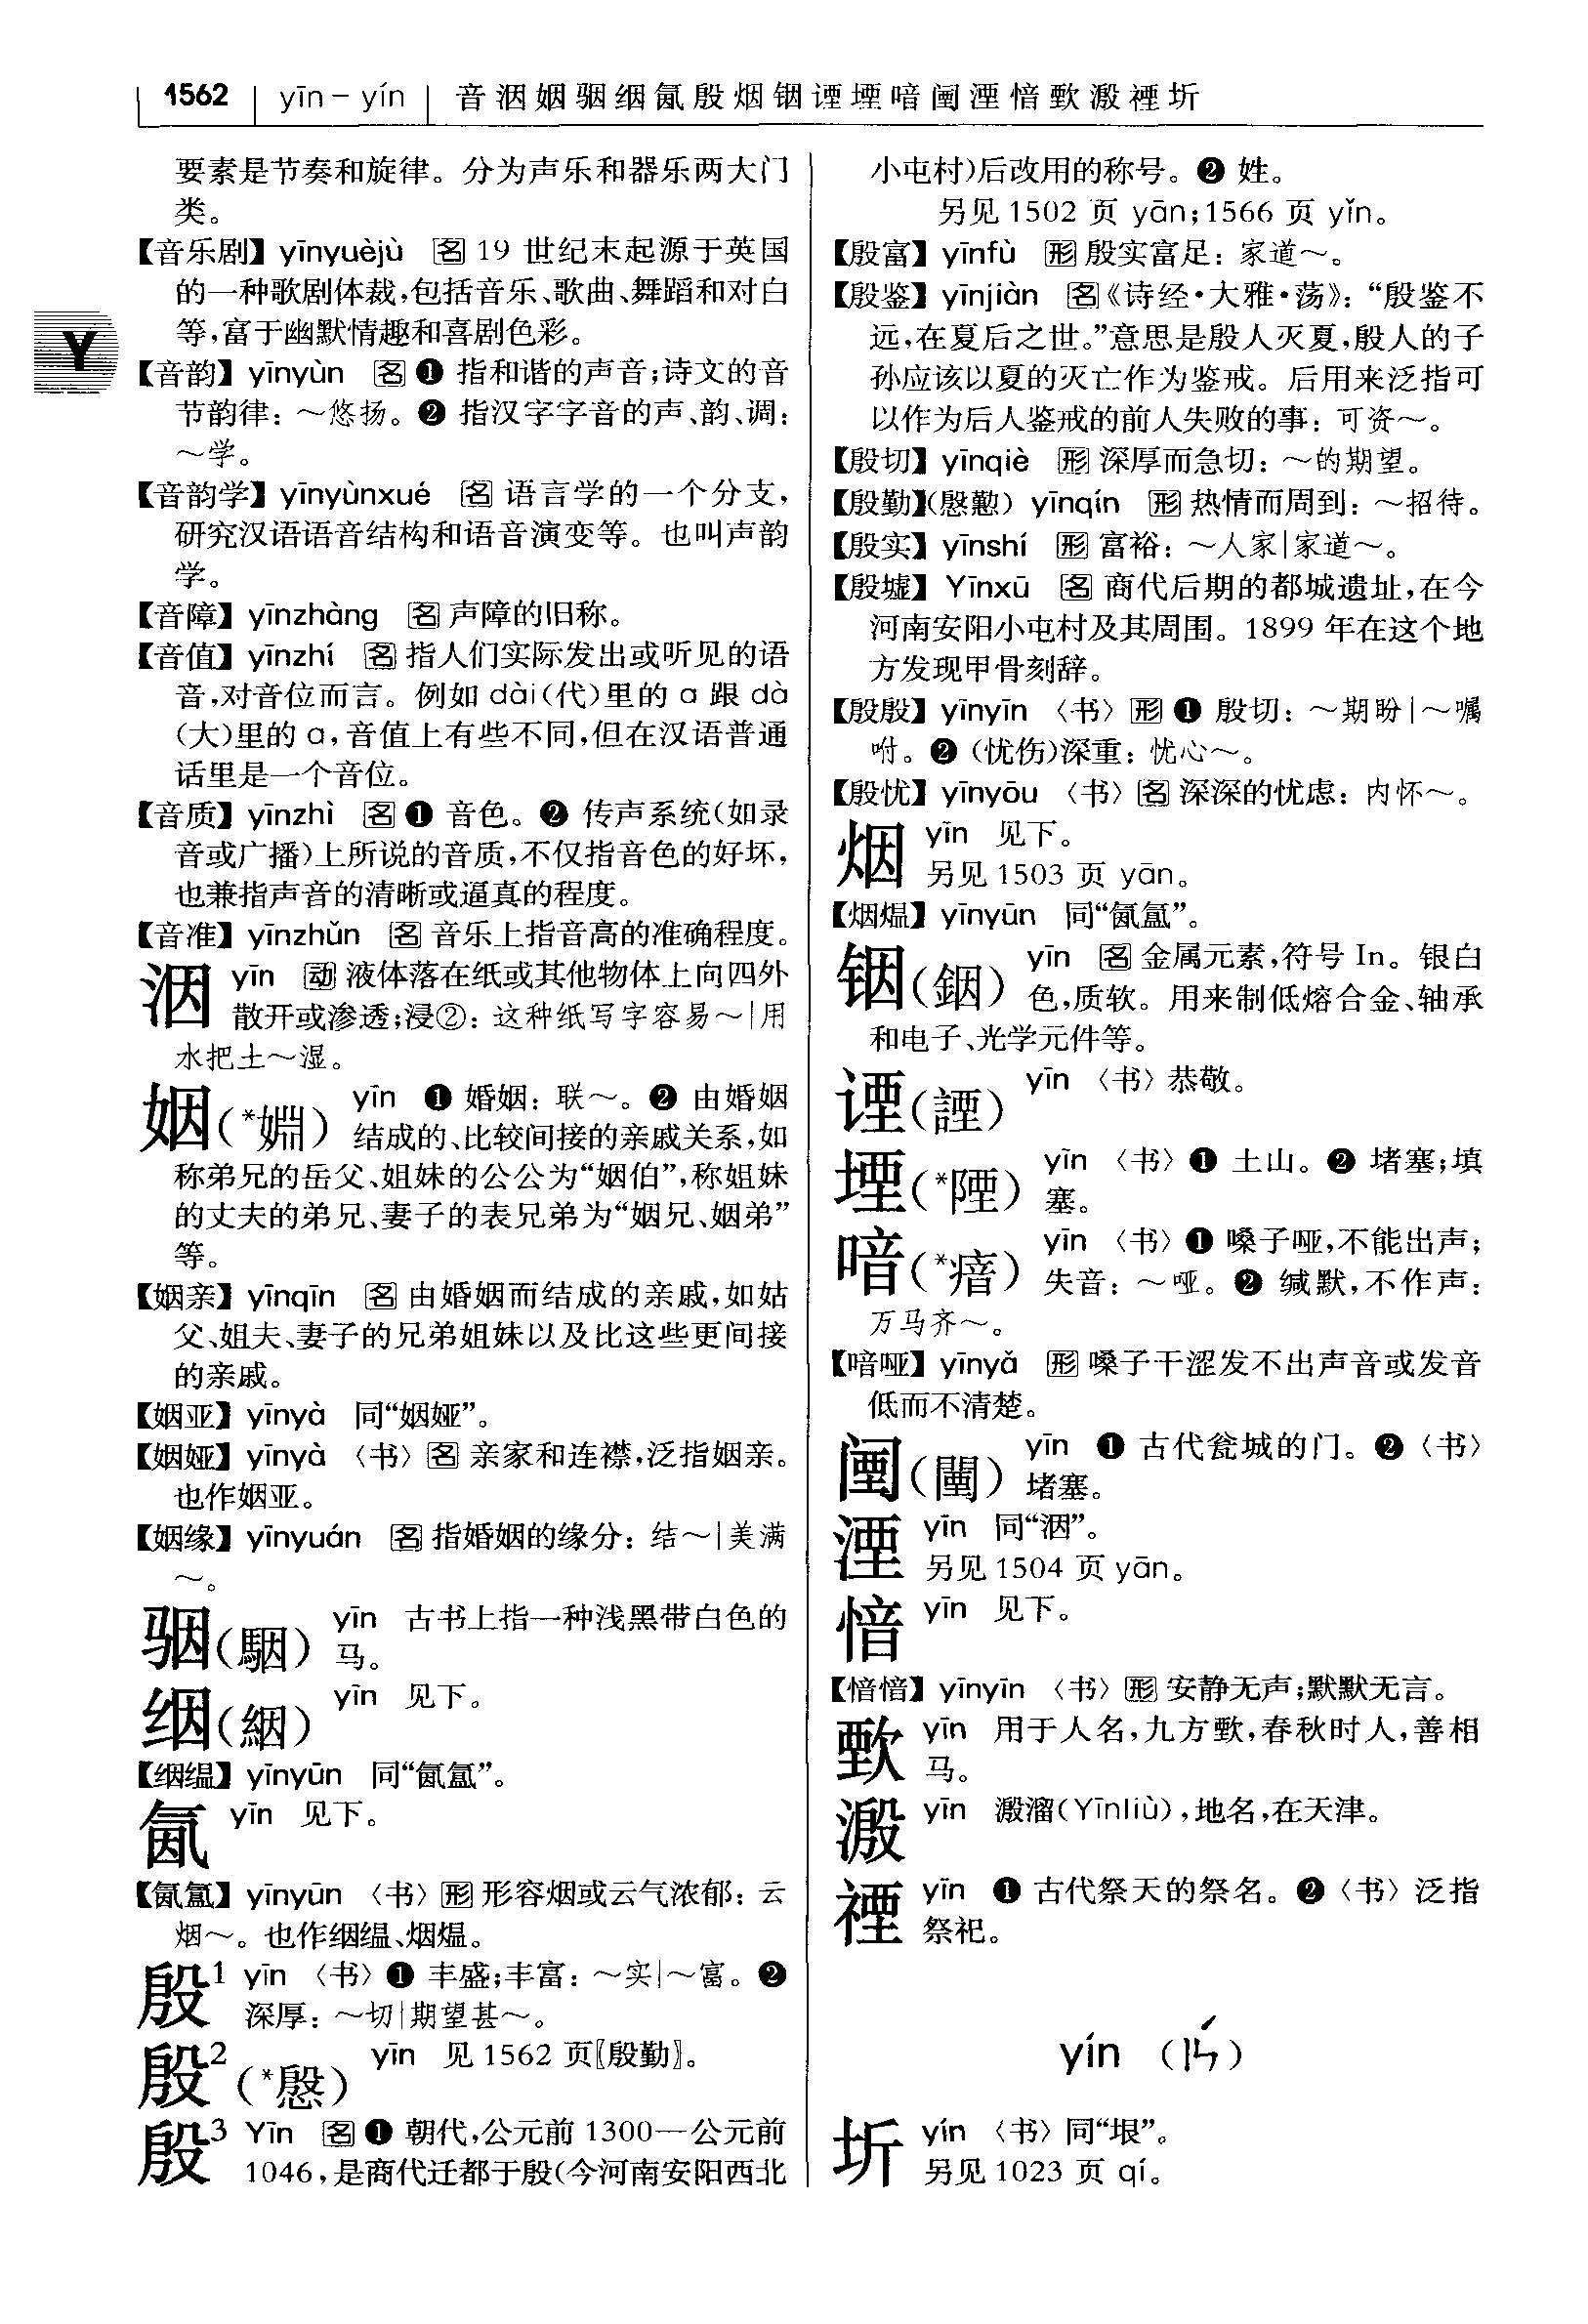 1562 yīn－yín 音洇姻骃绁氤殷烟铟𬤇堙喑闉湮愔歅溵禋圻
要素是节奏和旋律。分为声乐和器乐两大门
类。
【音乐剧】yīnyuèjù 名 19 世纪末起源于英国
的一种歌剧体裁,包括音乐、歌曲、舞蹈和对白
等,富于幽默情趣和喜剧色彩。
Y
【音韵】yīnyùn 名 ❶ 指和谐的声音;诗文的音
节韵律：～悠扬。❷ 指汉字字音的声、韵、调：
～学。
【音韵学】yīnyùnxué 名 语言学的一个分支，
研究汉语语音结构和语音演变等。也叫声韵
学。
【音障】yīnzhàng 名 声障的旧称。
【音值】yīnzhí 名 指人们实际发出或听见的语
音,对音位而言。例如 dài(代)里的 ɑ 跟 dà
(大)里的 ɑ,音值上有些不同,但在汉语普通
话里是一个音位。
【音质】yīnzhì 名 ❶ 音色。❷ 传声系统(如录
音或广播)上所说的音质,不仅指音色的好坏，
也兼指声音的清晰或逼真的程度。
【音准】yīnzhǔn 名 音乐上指音高的准确程度。
洇 yīn 动 液体落在纸或其他物体上向四外
散开或渗透;浸②：这种纸写字容易～|用
水把土～湿。
姻(*婣) yīn ❶ 婚姻：联～。❷ 由婚姻
结成的、比较间接的亲戚关系,如
称弟兄的岳父、姐妹的公公为“姻伯”,称姐妹
的丈夫的弟兄、妻子的表兄弟为“姻兄、姻弟”
等。
【姻亲】yīnqīn 名 由婚姻而结成的亲戚,如姑
父、姐夫、妻子的兄弟姐妹以及比这些更间接
的亲戚。
【姻亚】yīnyà 同“姻娅”。
【姻娅】yīnyà〈书〉名 亲家和连襟,泛指姻亲。
也作姻亚。
【姻缘】yīnyuán 名 指婚姻的缘分：结～|美满
～。
骃(駰) yīn 古书上指一种浅黑带白色的
马。
𬘡(絪) yīn 见下。
【𬘡缊】yīnyūn 同“氤氲”。
氤 yīn 见下。
【氤氲】yīnyūn〈书〉形 形容烟或云气浓郁：云
烟～。也作𬘡缊、烟煴。
殷1 yīn〈书〉❶ 丰盛;丰富：～实|～富。❷
深厚：～切|期望甚～。
殷2(*慇) yīn 见 1562 页〖殷勤〗。
殷3 Yīn 名 ❶ 朝代,公元前 1300—公元前
1046,是商代迁都于殷(今河南安阳西北
小屯村)后改用的称号。❷ 姓。
另见 1502 页 yān;1566 页 yǐn。
【殷富】yīnfù 形 殷实富足：家道～。
【殷鉴】yīnjiàn 名《诗经·大雅·荡》：“殷鉴不
远,在夏后之世。”意思是殷人灭夏,殷人的子
孙应该以夏的灭亡作为鉴戒。后用来泛指可
以作为后人鉴戒的前人失败的事：可资～。
【殷切】yīnqiè 形 深厚而急切：～的期望。
【殷勤】(慇懃) yīnqín 形 热情而周到：～招待。
【殷实】yīnshí 形 富裕：～人家|家道～。
【殷墟】Yīnxū 名 商代后期的都城遗址,在今
河南安阳小屯村及其周围。1899 年在这个地
方发现甲骨刻辞。
【殷殷】yīnyīn〈书〉形 ❶ 殷切：～期盼|～嘱
咐。❷ (忧伤)深重：忧心～。
【殷忧】yīnyōu〈书〉名 深深的忧虑：内怀～。
烟 yīn 见下。
另见 1503 页 yān。
【烟煴】yīnyūn 同“氤氲”。
铟(銦) yīn 名 金属元素,符号 In。银白
色,质软。用来制低熔合金、轴承
和电子、光学元件等。
𬤇(諲) yīn〈书〉恭敬。
堙(*陻) yīn〈书〉❶ 土山。❷ 堵塞;填
塞。
喑(*瘖) yīn〈书〉❶ 嗓子哑,不能出声；
失音：～哑。❷ 缄默,不作声：
万马齐～。
【喑哑】yīnyǎ 形 嗓子干涩发不出声音或发音
低而不清楚。
闉(闉) yīn ❶ 古代瓮城的门。❷〈书〉
堵塞。
湮 yīn 同“洇”。
另见 1504 页 yān。
愔 yīn 见下。
【愔愔】yīnyīn〈书〉形 安静无声;默默无言。
歅 yīn 用于人名,九方歅,春秋时人,善相
马。
溵 yīn 溵溜(Yīnliù),地名,在天津。
禋 yīn ❶ 古代祭天的祭名。❷〈书〉泛指
祭祀。
yín（ㄧㄣˊ）
圻 yín〈书〉同“垠”。
另见 1023 页 qí。